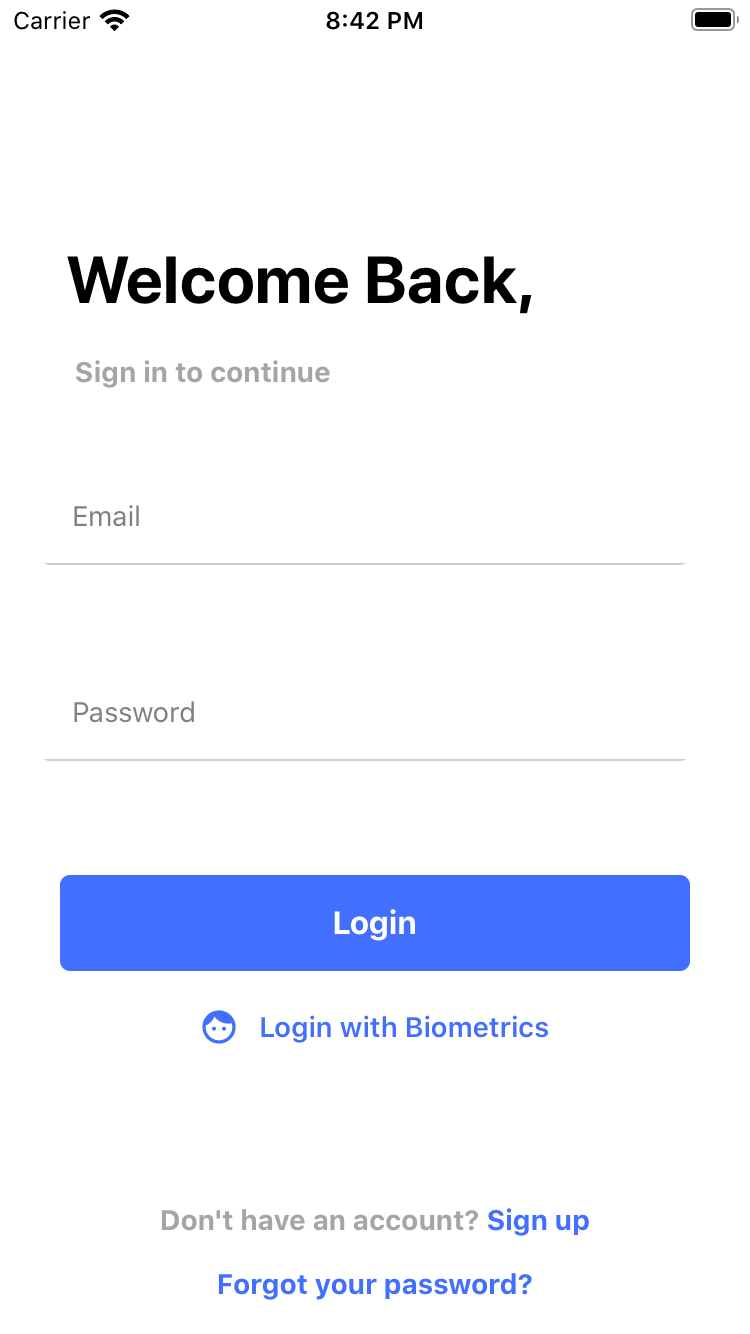 Carrier 8:42 PM
Welcome Back,
Sign in to continue
Email
Password
Login
Login with Biometrics
Don't have an account? Sign up
Forgot your password?